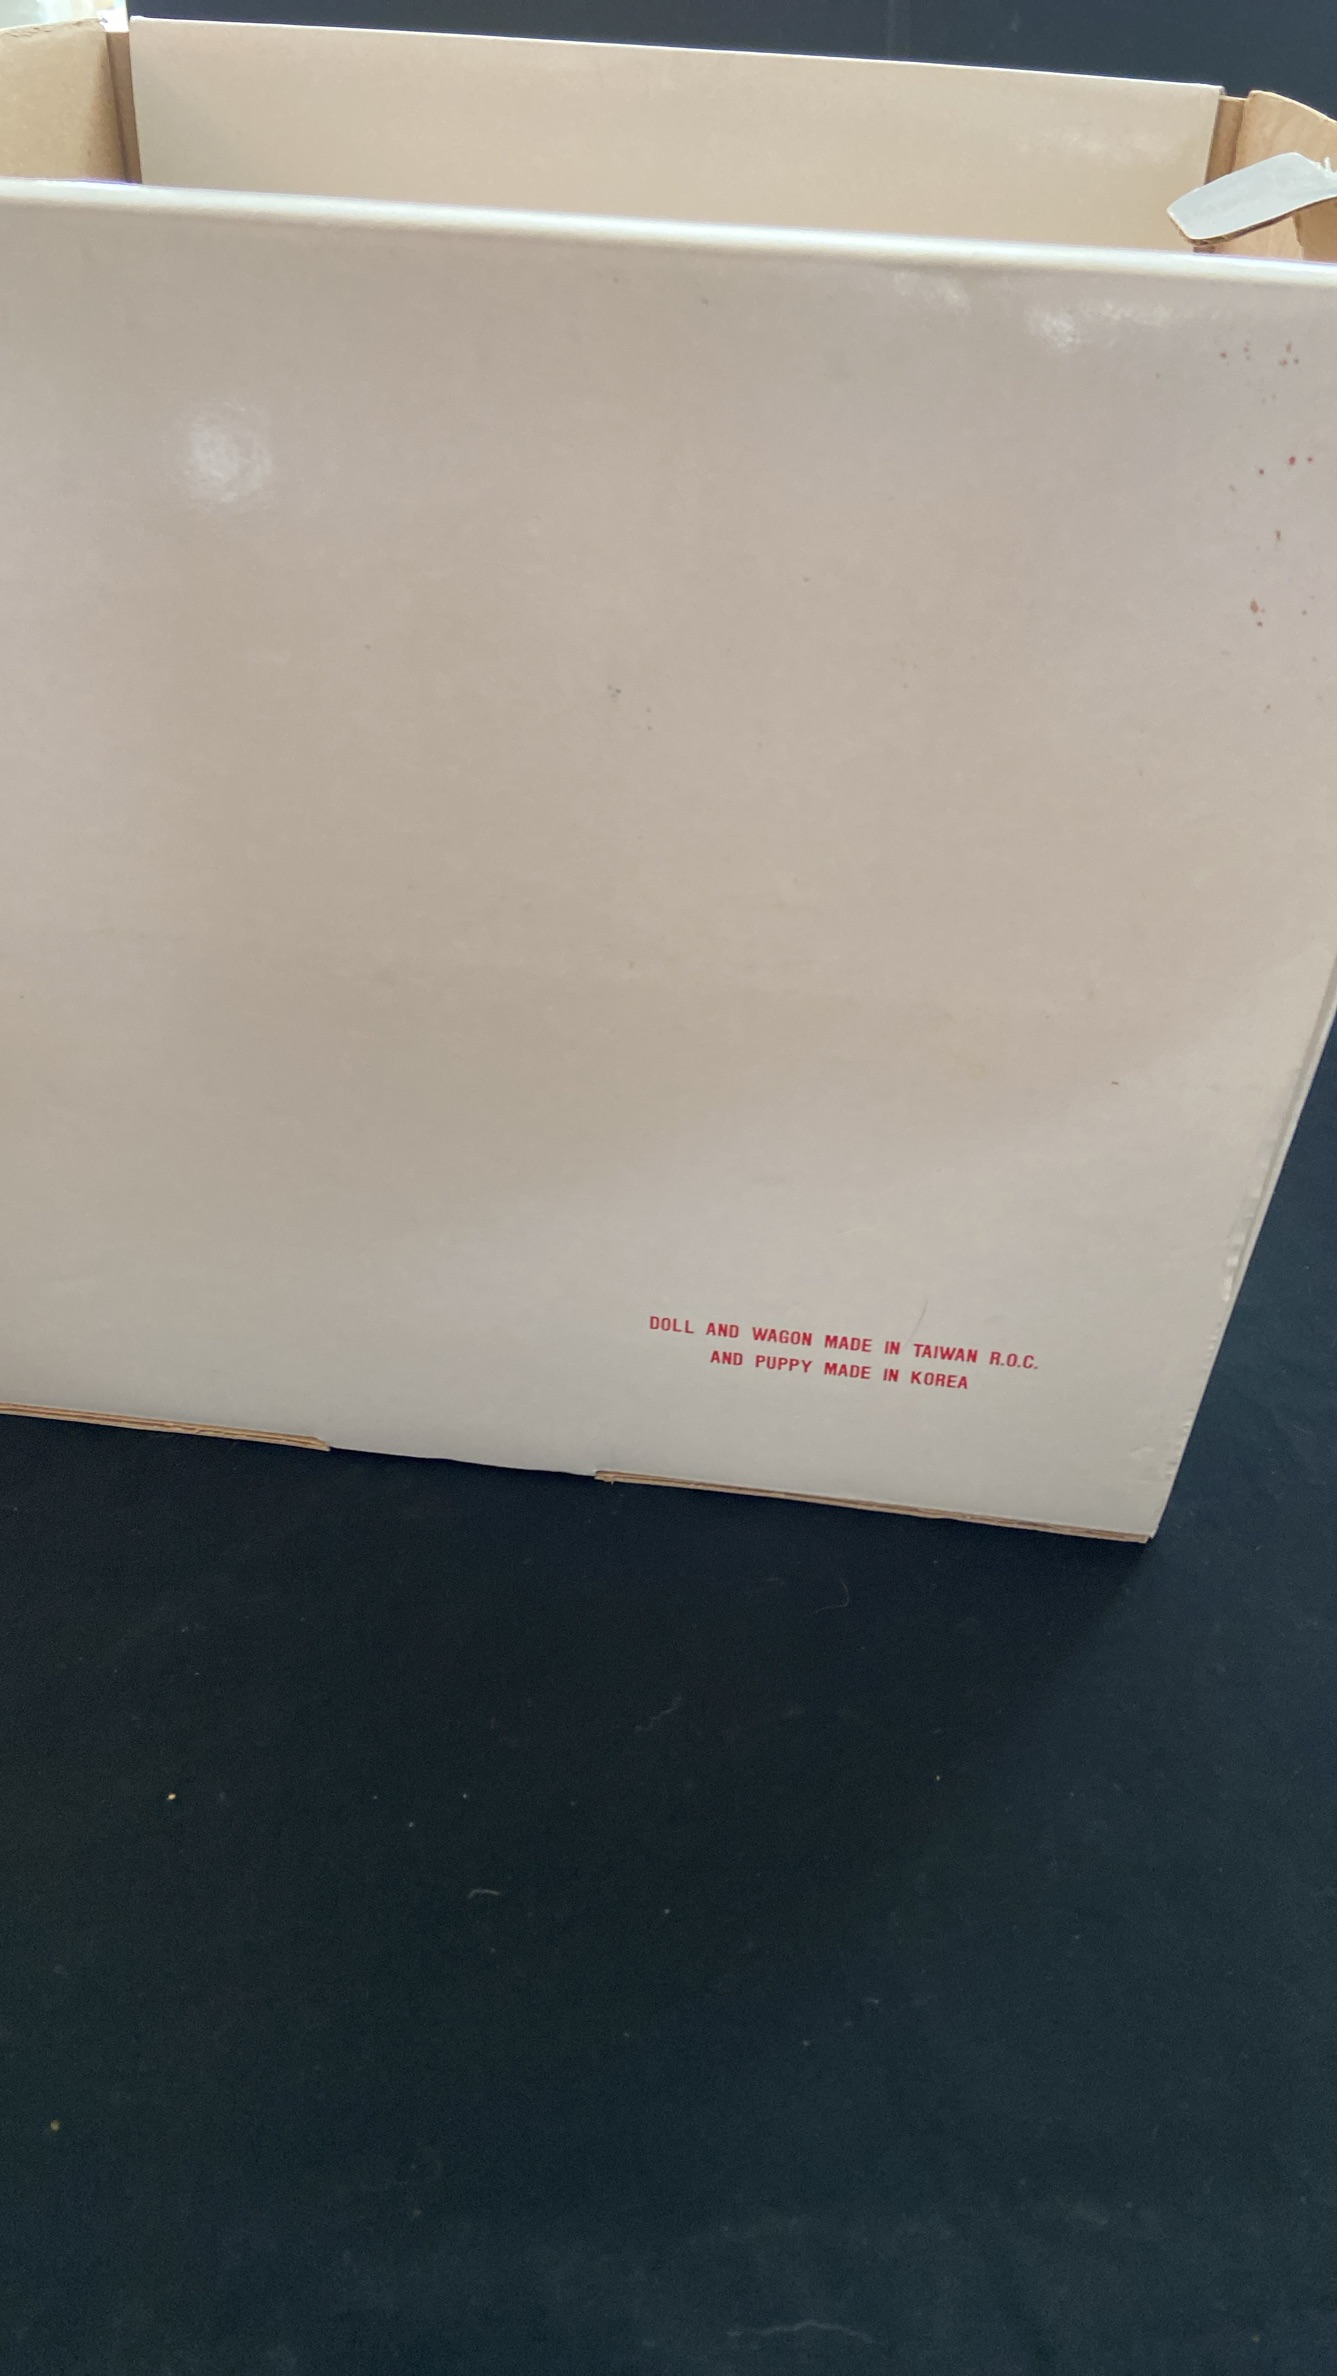 DOLL AND WAGON MADE IN TAIWAN R.O.C.
AND PUPPY MADE IN KOREA